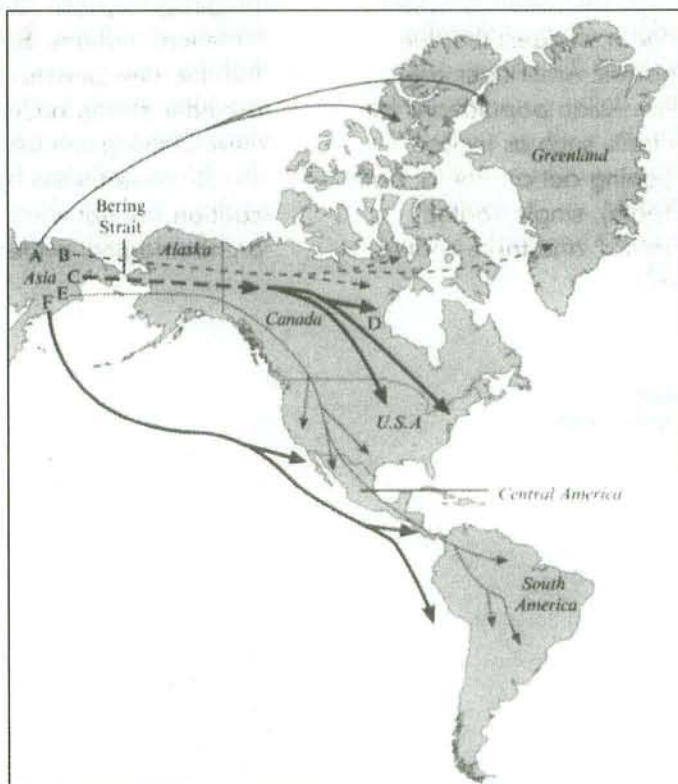 Greenland
Bering
Strait
Alaska
A B
C
Asia
E
F
Canada
D
U.S.A
Central America
South
America